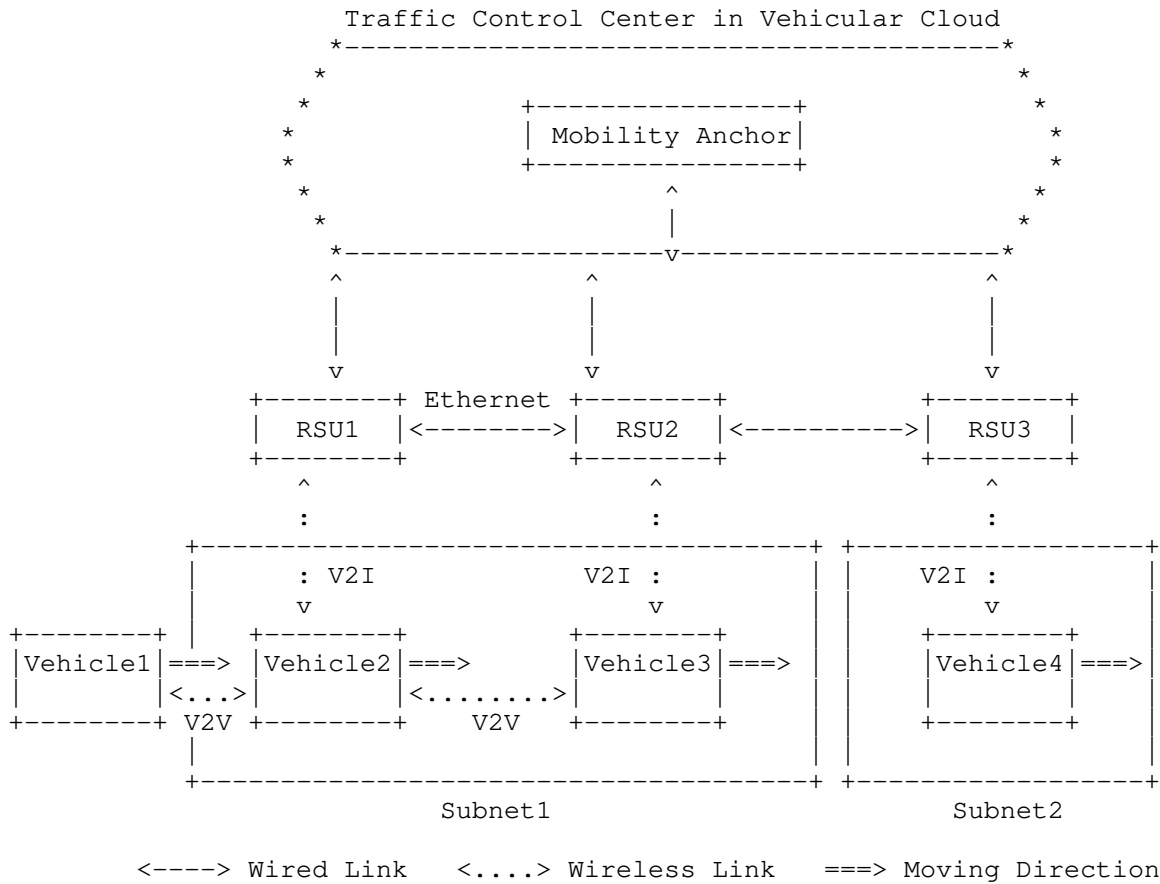 Traffic Control Center in Vehicular Cloud
Mobility Anchor
Ethernet
RSU1 RSU2 RSU3
V2I V2I V2I
Vehicle1 ===> Vehicle2 ===> Vehicle3 ===> Vehicle4 ===>
<...> <........>
V2V V2V
Subnet1 Subnet2
<----> Wired Link <....> Wireless Link ===> Moving Direction